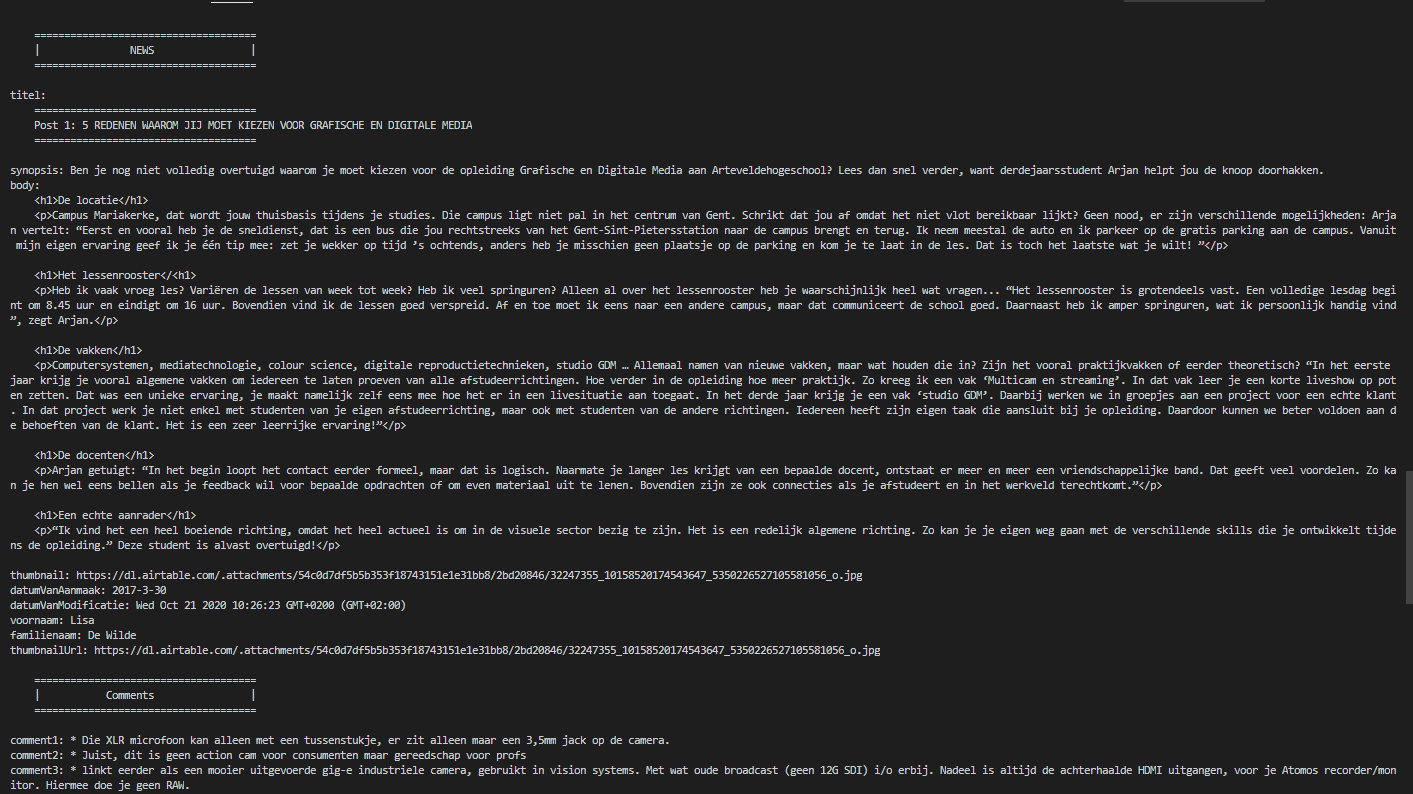 =====================================
|               NEWS                |
=====================================
titel:
=====================================
Post 1: 5 REDENEN WAAROM JIJ MOET KIEZEN VOOR GRAFISCHE EN DIGITALE MEDIA
=====================================
synopsis: Ben je nog niet volledig overtuigd waarom je moet kiezen voor de opleiding Grafische en Digitale Media aan Arteveldehogeschool? Lees dan snel verder, want derdejaarsstudent Arjan helpt jou de knoop doorhakken.
body:
<h1>De locatie</h1>
<p>Campus Mariakerke, dat wordt jouw thuisbasis tijdens je studies. Die campus ligt niet pal in het centrum van Gent. Schrikt dat jou af omdat het niet vlot bereikbaar lijkt? Geen nood, er zijn verschillende mogelijkheden: Arja
n vertelt: “Eerst en vooral heb je de sneldienst, dat is een bus die jou rechtstreeks van het Gent-Sint-Pietersstation naar de campus brengt en terug. Ik neem meestal de auto en ik parkeer op de gratis parking aan de campus. Vanuit
mijn eigen ervaring geef ik je één tip mee: zet je wekker op tijd ’s ochtends, anders heb je misschien geen plaatsje op de parking en kom je te laat in de les. Dat is toch het laatste wat je wilt! ”</p>
<h1>Het lessenrooster</<h1>
<p>Heb ik vaak vroeg les? Variëren de lessen van week tot week? Heb ik veel springuren? Alleen al over het lessenrooster heb je waarschijnlijk heel wat vragen... “Het lessenrooster is grotendeels vast. Een volledige lesdag begi
nt om 8.45 uur en eindigt om 16 uur. Bovendien vind ik de lessen goed verspreid. Af en toe moet ik eens naar een andere campus, maar dat communiceert de school goed. Daarnaast heb ik amper springuren, wat ik persoonlijk handig vind
”, zegt Arjan.</p>
<h1>De vakken</h1>
<p>Computersystemen, mediatechnologie, colour science, digitale reproductietechnieken, studio GDM … Allemaal namen van nieuwe vakken, maar wat houden die in? Zijn het vooral praktijkvakken of eerder theoretisch? “In het eerste
jaar krijg je vooral algemene vakken om iedereen te laten proeven van alle afstudeerrichtingen. Hoe verder in de opleiding hoe meer praktijk. Zo kreeg ik een vak ‘Multicam en streaming’. In dat vak leer je een korte liveshow op pot
en zetten. Dat was een unieke ervaring, je maakt namelijk zelf eens mee hoe het er in een livesituatie aan toegaat. In het derde jaar krijg je een vak ‘studio GDM’. Daarbij werken we in groepjes aan een project voor een echte klant
. In dat project werk je niet enkel met studenten van je eigen afstudeerrichting, maar ook met studenten van de andere richtingen. Iedereen heeft zijn eigen taak die aansluit bij je opleiding. Daardoor kunnen we beter voldoen aan d
e behoeften van de klant. Het is een zeer leerrijke ervaring!”</p>
<h1>De docenten</h1>
<p>Arjan getuigt: “In het begin loopt het contact eerder formeel, maar dat is logisch. Naarmate je langer les krijgt van een bepaalde docent, ontstaat er meer en meer een vriendschappelijke band. Dat geeft veel voordelen. Zo ka
n je hen wel eens bellen als je feedback wil voor bepaalde opdrachten of om even materiaal uit te lenen. Bovendien zijn ze ook connecties als je afstudeert en in het werkveld terechtkomt.”</p>
<h1>Een echte aanrader</h1>
<p>“Ik vind het een heel boeiende richting, omdat het heel actueel is om in de visuele sector bezig te zijn. Het is een redelijk algemene richting. Zo kan je je eigen weg gaan met de verschillende skills die je ontwikkelt tijde
ns de opleiding.” Deze student is alvast overtuigd!</p>
thumbnail: https://dl.airtable.com/.attachments/54c0d7df5b5b353f18743151e1e31bb8/2bd20846/32247355_10158520174543647_5350226527105581056_o.jpg
datumVanAanmaak: 2017-3-30
datumVanModificatie: Wed Oct 21 2020 10:26:23 GMT+0200 (GMT+02:00)
voornaam: Lisa
familienaam: De Wilde
thumbnailUrl: https://dl.airtable.com/.attachments/54c0d7df5b5b353f18743151e1e31bb8/2bd20846/32247355_10158520174543647_5350226527105581056_o.jpg
=====================================
|           Comments                |
=====================================
comment1: * Die XLR microfoon kan alleen met een tussenstukje, er zit alleen maar een 3,5mm jack op de camera.
comment2: * Juist, dit is geen action cam voor consumenten maar gereedschap voor profs
comment3: * linkt eerder als een mooier uitgevoerde gig-e industriele camera, gebruikt in vision systems. Met wat oude broadcast (geen 12G SDI) i/o erbij. Nadeel is altijd de achterhaalde HDMI uitgangen, voor je Atomos recorder/mon
itor. Hiermee doe je geen RAW.